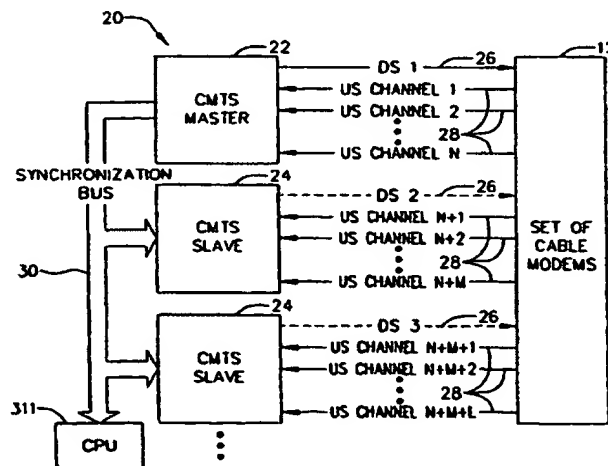 20
22
12
CMTS
MASTER
DS 1
26
US CHANNEL 1
US CHANNEL 2
28
US CHANNEL N
SYNCHRONIZATION
BUS
30
24
CMTS
SLAVE
DS 2
26
US CHANNEL N+1
US CHANNEL N+2
28
US CHANNEL N+M
SET OF
CABLE
MODEMS
24
CMTS
SLAVE
DS 3
26
US CHANNEL N+M+1
US CHANNEL N+M+2
28
US CHANNEL N+M+L
311
CPU